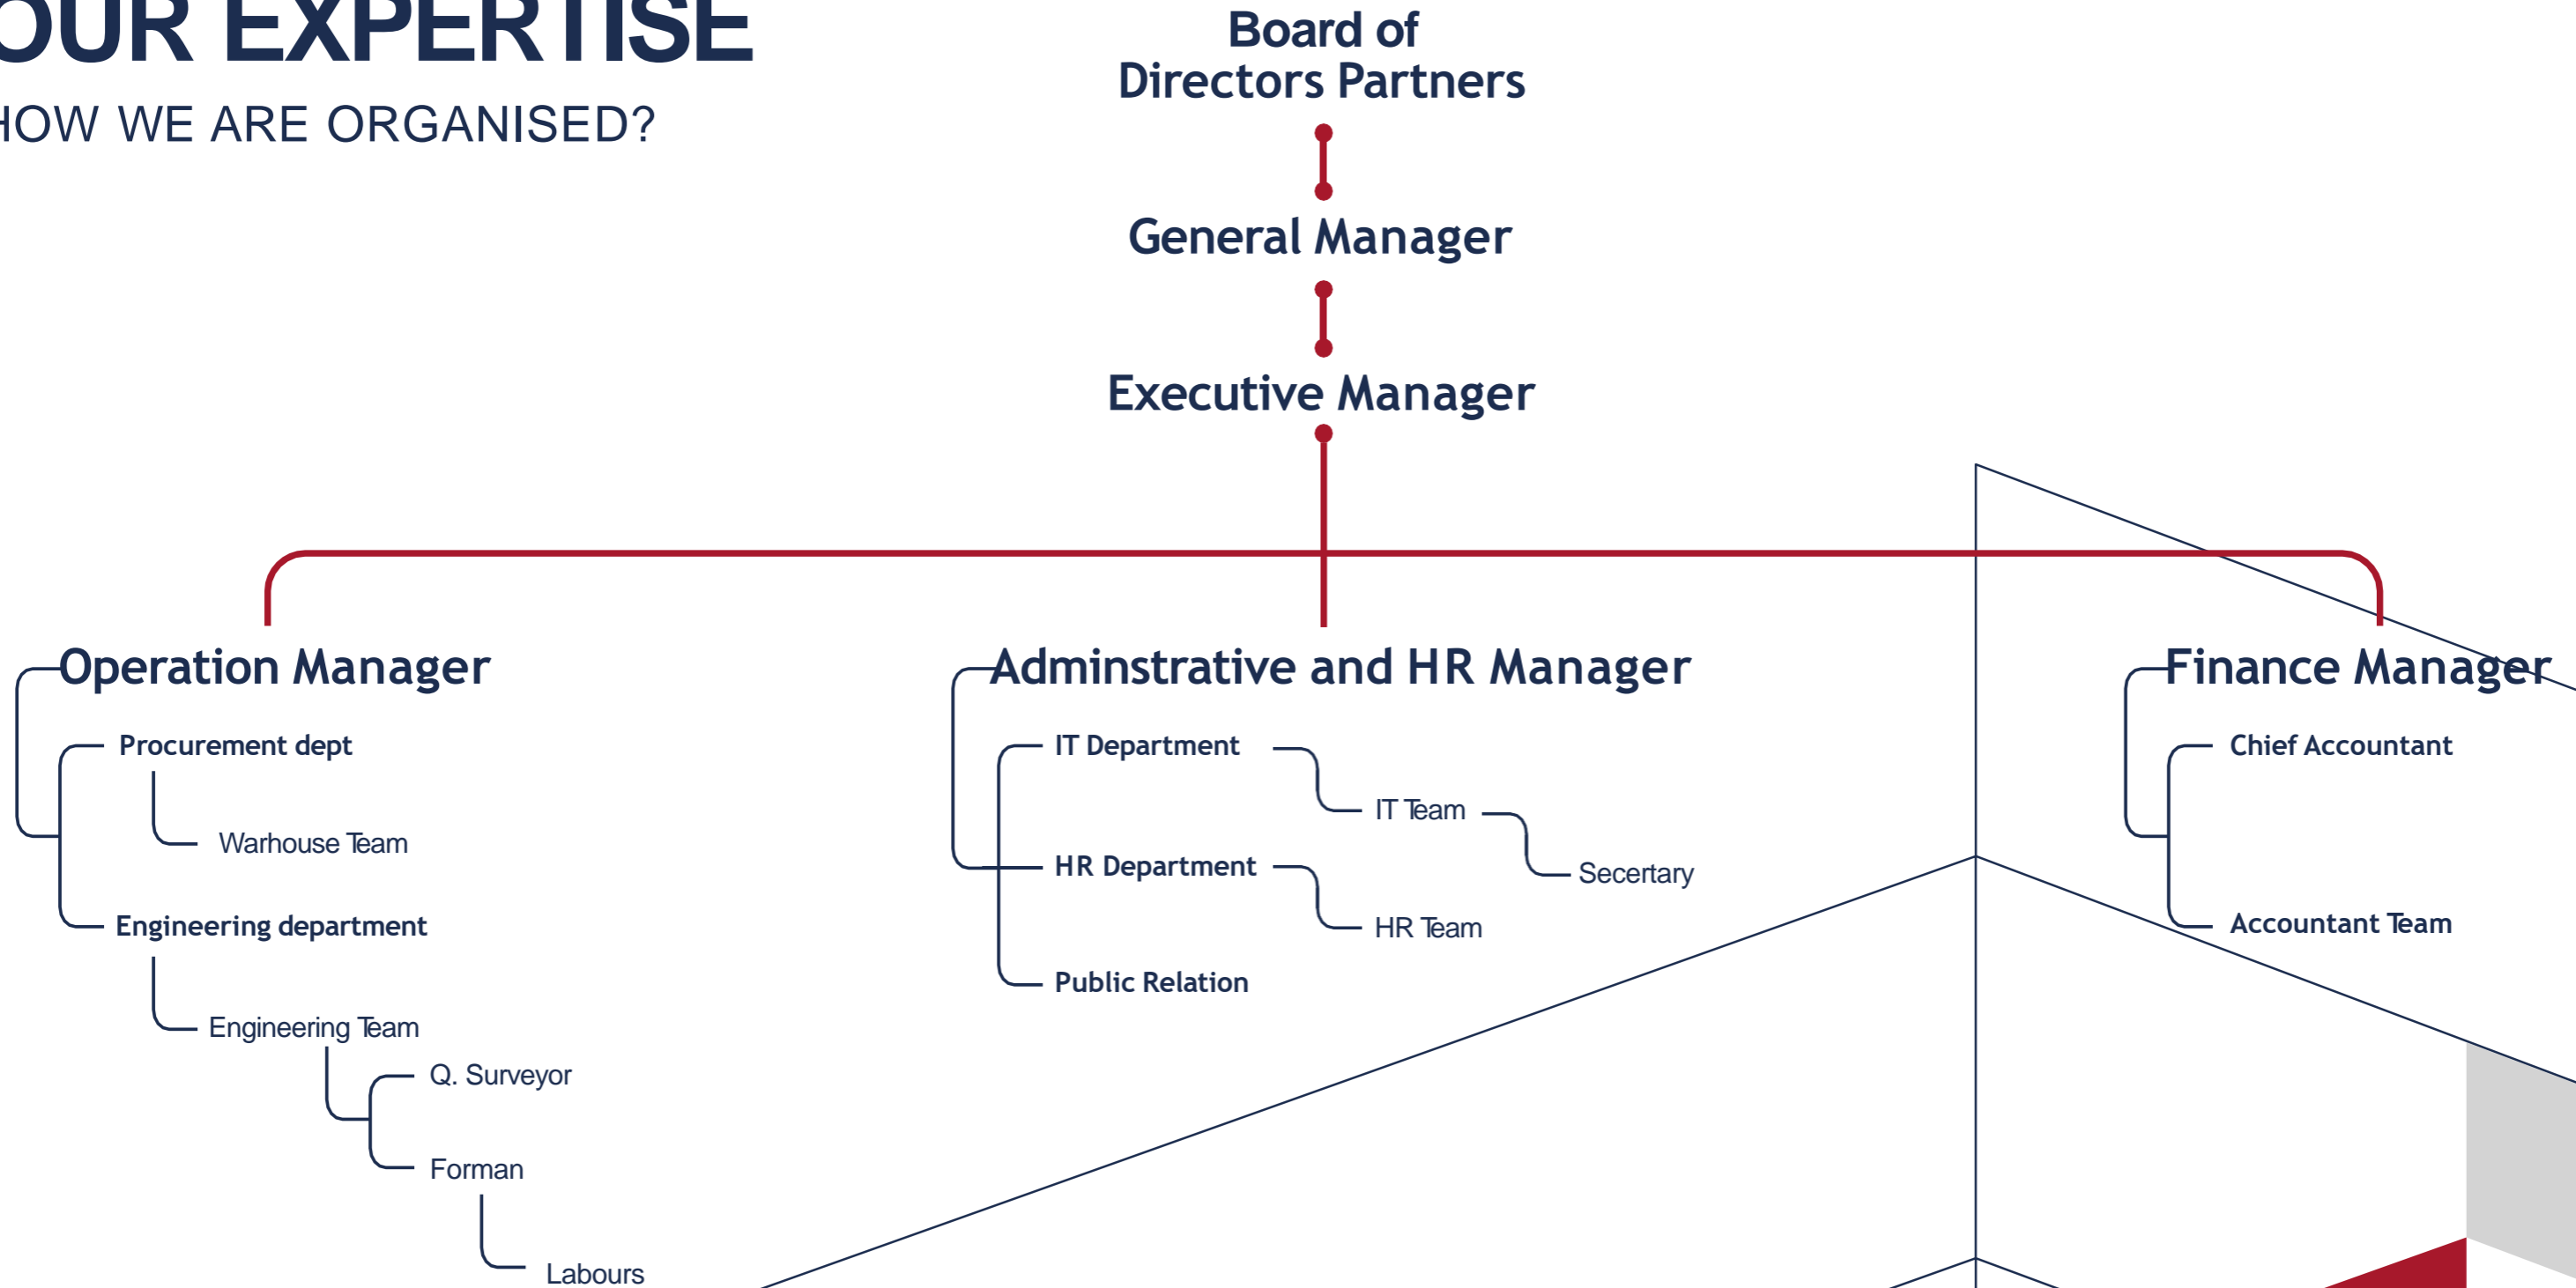 OUR EXPERTISE
HOW WE ARE ORGANISED?
Board of
Directors Partners
General Manager
Executive Manager
Operation Manager
Procurement dept
Warhouse Team
Engineering department
Engineering Team
Q. Surveyor
Forman
Labours
Adminstrative and HR Manager
IT Department
IT Team
Secertary
HR Department
HR Team
Public Relation
Finance Manager
Chief Accountant
Accountant Team